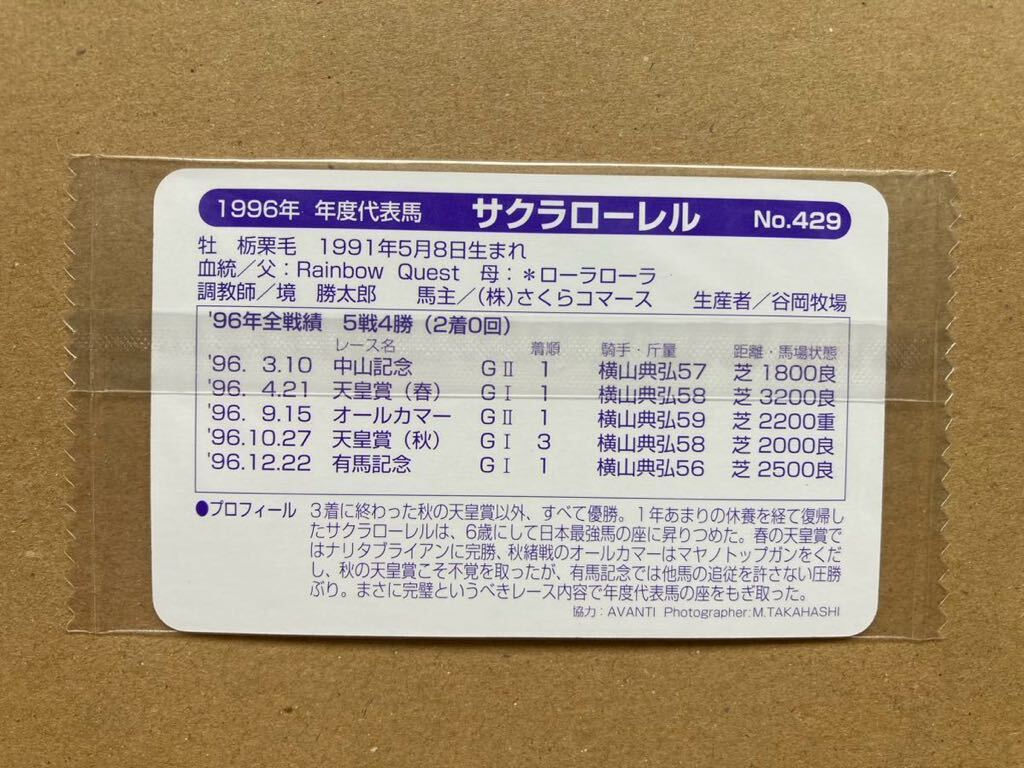 1996年 年度代表馬 サクラローレル No.429
牡 栃栗毛 1991年5月8日生まれ
血統／父：Rainbow Quest 母：＊ローラローラ
調教師／境 勝太郎 馬主／(株)さくらコマース 生産者／谷岡牧場
'96年全戦績 5戦4勝（2着0回）
レース名 着順 騎手・斤量 距離・馬場状態
'96. 3.10 中山記念 GⅡ 1 横山典弘57 芝1800良
'96. 4.21 天皇賞（春） GⅠ 1 横山典弘58 芝3200良
'96. 9.15 オールカマー GⅡ 1 横山典弘59 芝2200重
'96.10.27 天皇賞（秋） GⅠ 3 横山典弘58 芝2000良
'96.12.22 有馬記念 GⅠ 1 横山典弘56 芝2500良
●プロフィール 3着に終わった秋の天皇賞以外、すべて優勝。1年あまりの休養を経て復帰し
たサクラローレルは、6歳にして日本最強馬の座に昇りつめた。春の天皇賞で
はナリタブライアンに完勝、秋緒戦のオールカマーはマヤノトップガンをくだ
し、秋の天皇賞こそ不覚を取ったが、有馬記念では他馬の追従を許さない圧勝
ぶり。まさに完璧というべきレース内容で年度代表馬の座をもぎ取った。
協力：AVANTI Photographer:M.TAKAHASHI